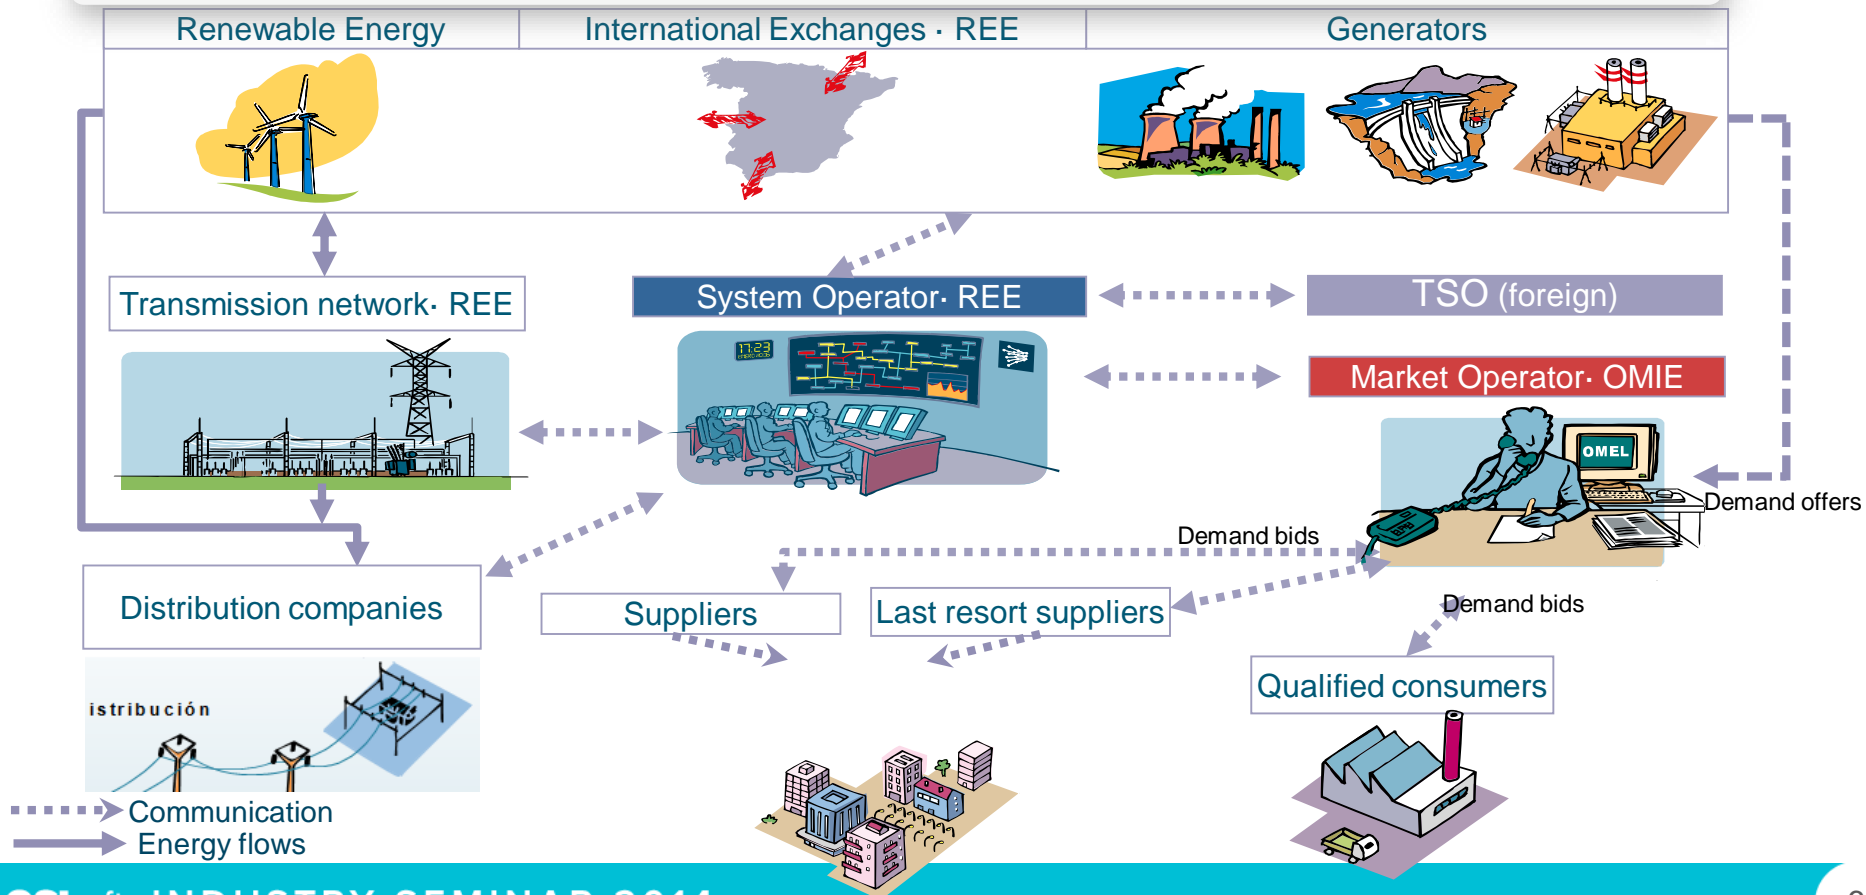 Renewable Energy
International Exchanges · REE
Generators
Transmission network· REE
System Operator· REE
TSO (foreign)
17:23
Market Operator· OMIE
OMEL
Demand offers
Demand bids
Distribution companies
Suppliers
Last resort suppliers
Demand bids
Qualified consumers
istribución
Communication
Energy flows
INDUSTRY SEMINAR 2014